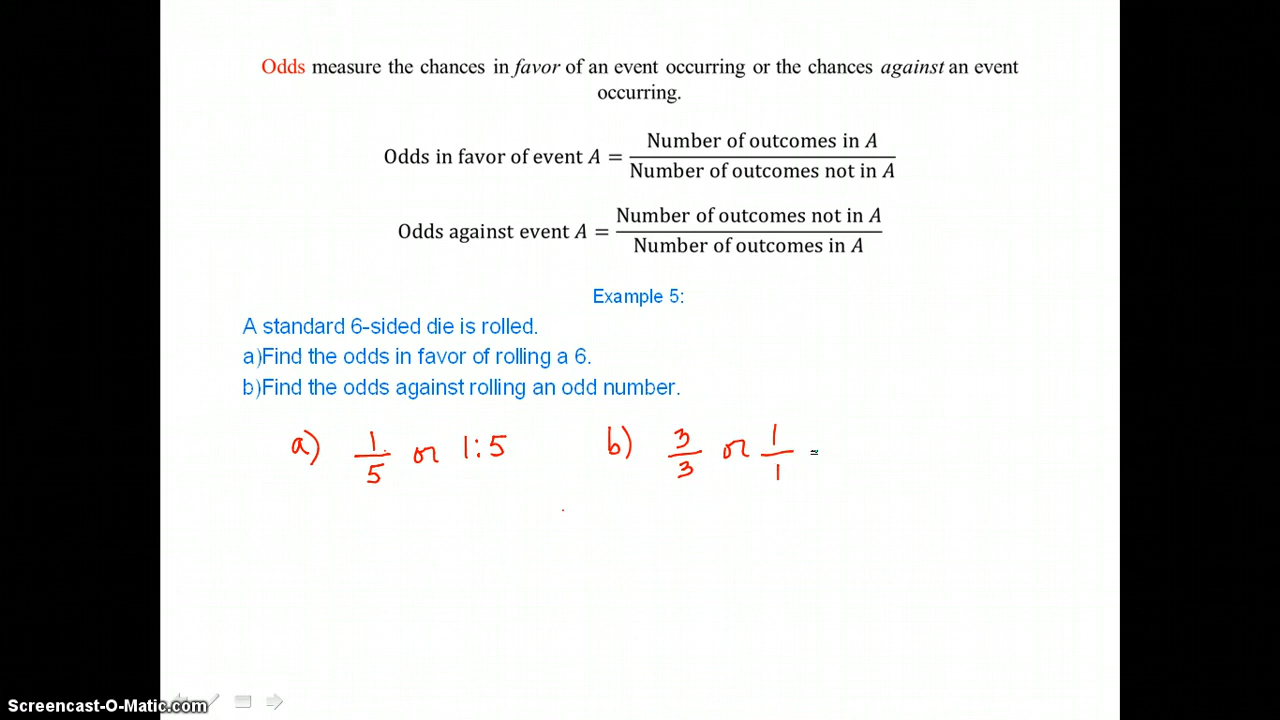 Odds measure the chances in favor of an event occurring or the chances against an event
occurring.
Odds in favor of event A = Number of outcomes in A / Number of outcomes not in A
Odds against event A = Number of outcomes not in A / Number of outcomes in A
Example 5:
A standard 6-sided die is rolled.
a)Find the odds in favor of rolling a 6.
b)Find the odds against rolling an odd number.
a) 1/5 or 1:5 b) 3/3 or 1/1
Screencast-O-Matic.com